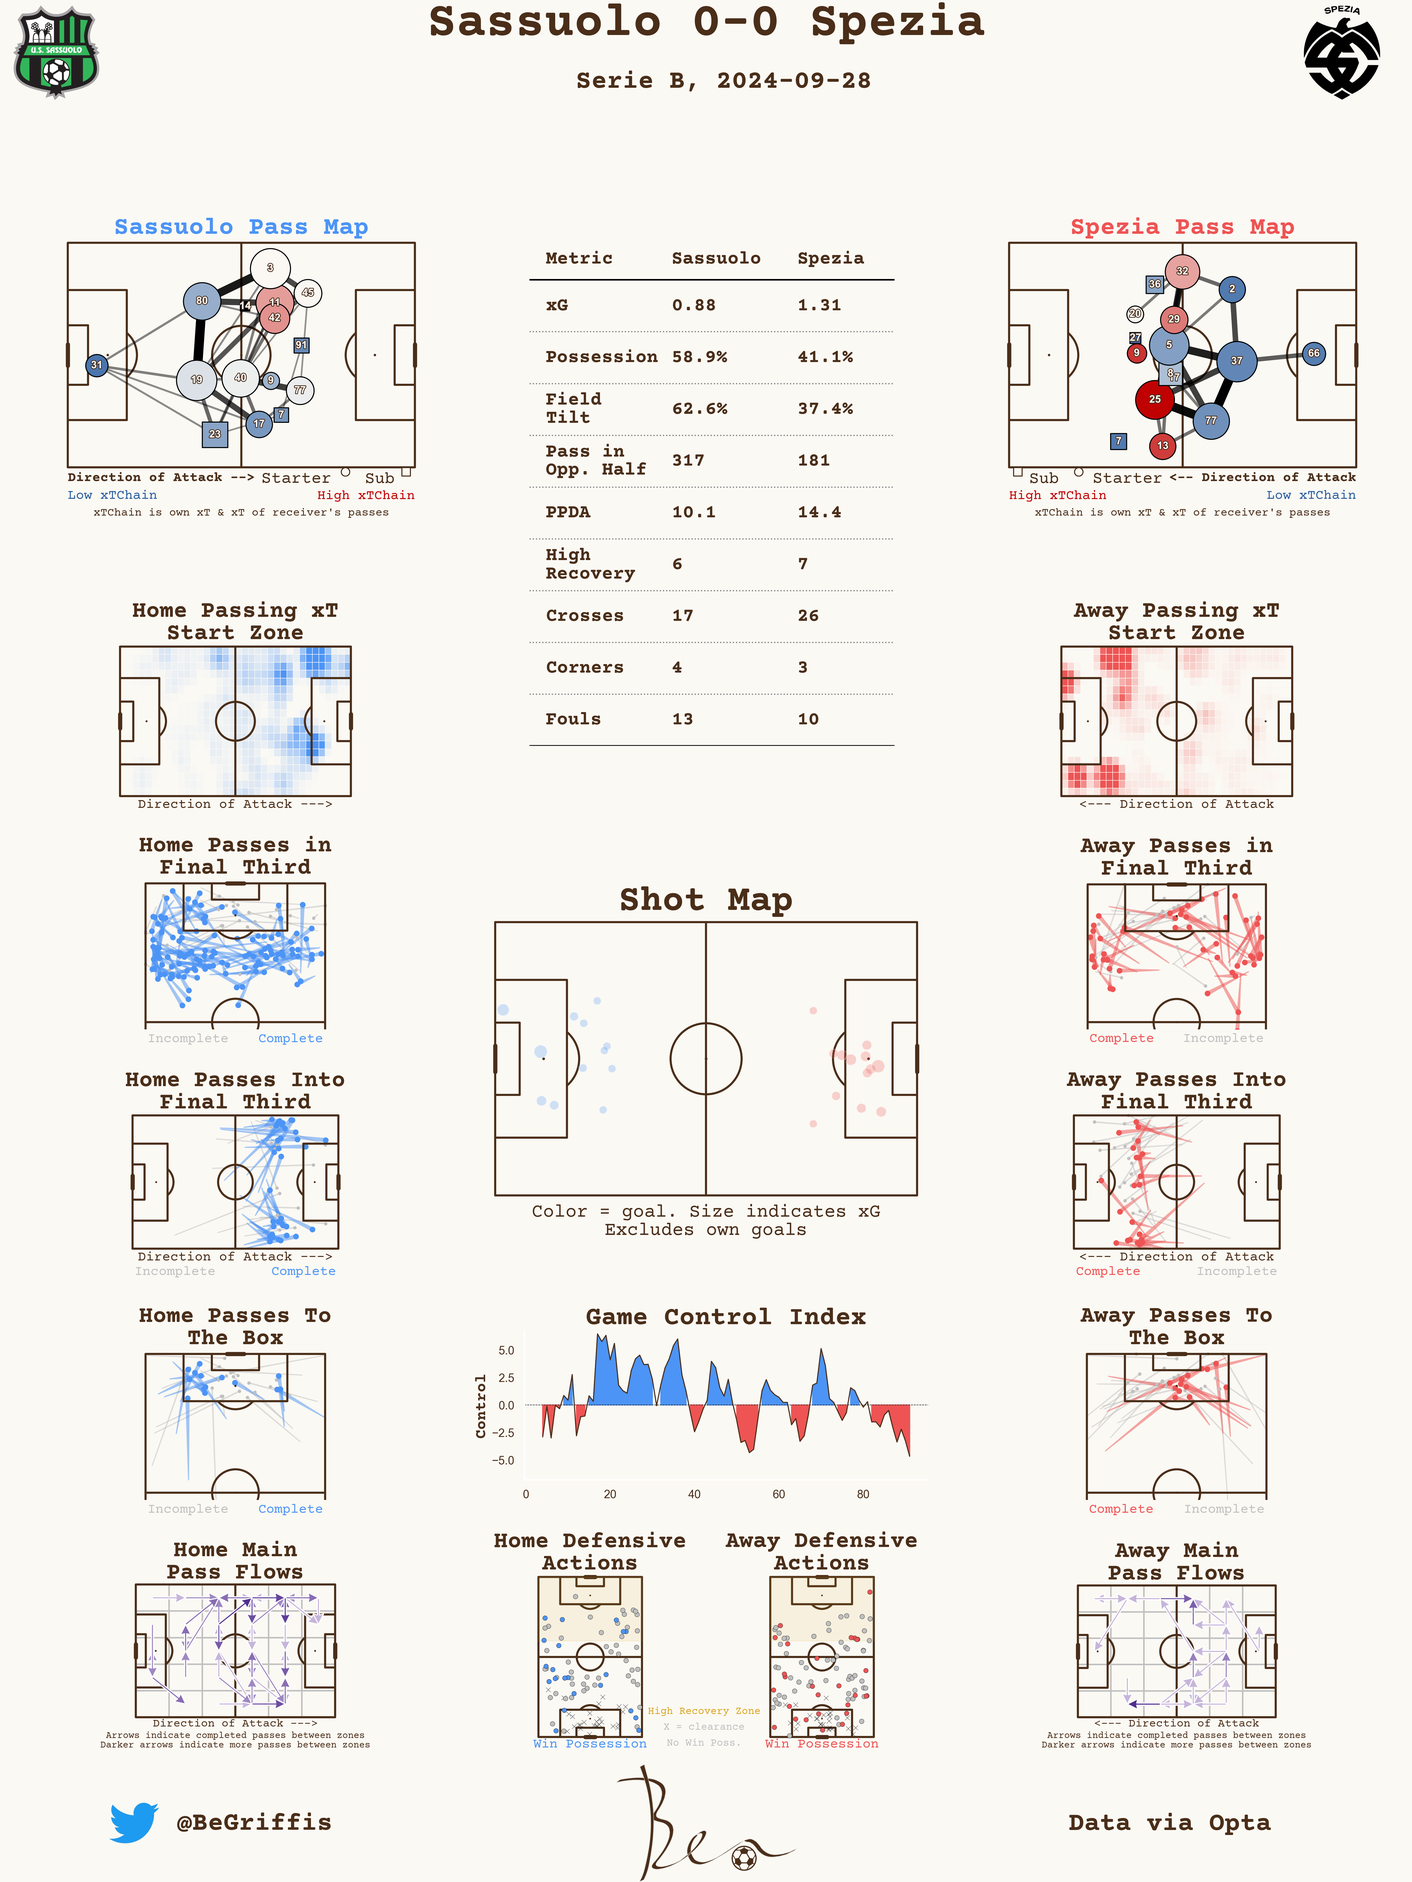 Sassuolo 0-0 Spezia
Serie B, 2024-09-28
U.S. SASSUOLO
SPEZIA
Sassuolo Pass Map
3
80
14
11
45
42
91
31
19
40
9
77
7
17
23
Direction of Attack --> Starter Sub
Low xTChain High xTChain
xTChain is own xT & xT of receiver's passes
Metric Sassuolo Spezia
xG 0.88 1.31
Possession 58.9% 41.1%
Field
Tilt 62.6% 37.4%
Pass in
Opp. Half 317 181
PPDA 10.1 14.4
High
Recovery 6 7
Crosses 17 26
Corners 4 3
Fouls 13 10
Spezia Pass Map
32
36
2
20
29
27
5
9
37
66
8
17
25
77
7
13
Sub Starter <-- Direction of Attack
High xTChain Low xTChain
xTChain is own xT & xT of receiver's passes
Home Passing xT
Start Zone
Direction of Attack --->
Away Passing xT
Start Zone
<--- Direction of Attack
Home Passes in
Final Third
Incomplete Complete
Away Passes in
Final Third
Complete Incomplete
Shot Map
Color = goal. Size indicates xG
Excludes own goals
Home Passes Into
Final Third
Direction of Attack --->
Incomplete Complete
Away Passes Into
Final Third
<--- Direction of Attack
Complete Incomplete
Home Passes To
The Box
Incomplete Complete
Game Control Index
Control
5.0
2.5
0.0
−2.5
−5.0
0 20 40 60 80
Away Passes To
The Box
Complete Incomplete
Home Main
Pass Flows
Direction of Attack --->
Arrows indicate completed passes between zones
Darker arrows indicate more passes between zones
Home Defensive
Actions
Win Possession
High Recovery Zone
X = clearance
No Win Poss.
Away Defensive
Actions
Win Possession
Away Main
Pass Flows
<--- Direction of Attack
Arrows indicate completed passes between zones
Darker arrows indicate more passes between zones
@BeGriffis
Ben
Data via Opta